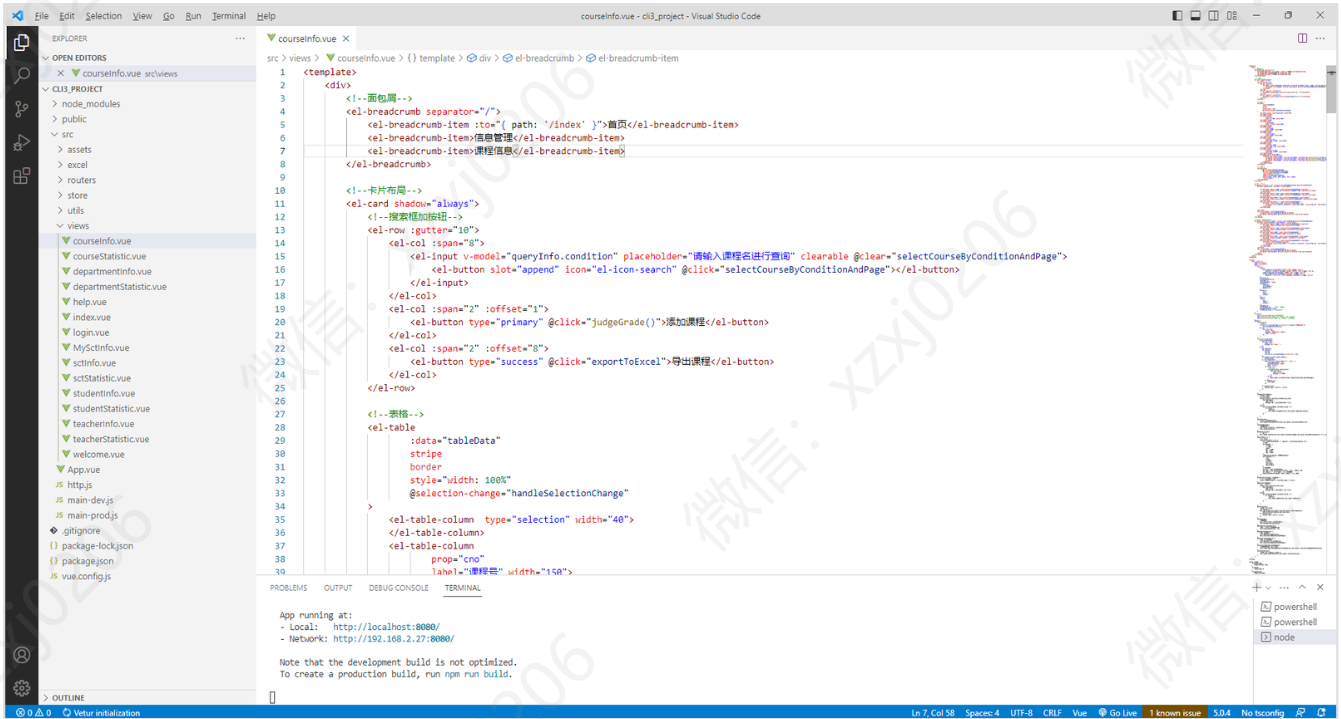 File Edit Selection View Go Run Terminal Help courseInfo.vue - cli3_project - Visual Studio Code
EXPLORER
OPEN EDITORS
courseInfo.vue src\views
CLI3_PROJECT
node_modules
public
src
assets
excel
routers
store
utils
views
courseInfo.vue
courseStatistic.vue
departmentInfo.vue
departmentStatistic.vue
help.vue
index.vue
login.vue
MySctInfo.vue
sctInfo.vue
sctStatistic.vue
studentInfo.vue
studentStatistic.vue
teacherInfo.vue
teacherStatistic.vue
welcome.vue
App.vue
JS http.js
JS main-dev.js
JS main-prod.js
.gitignore
{} package-lock.json
{} package.json
JS vue.config.js
OUTLINE
courseInfo.vue
src > views > courseInfo.vue > {} template > div > el-breadcrumb > el-breadcrumb-item
1 <template>
2 <div>
3 <!--面包屑-->
4 <el-breadcrumb separator="/">
5 <el-breadcrumb-item :to="{ path: '/index' }">首页</el-breadcrumb-item>
6 <el-breadcrumb-item>信息管理</el-breadcrumb-item>
7 <el-breadcrumb-item>课程信息</el-breadcrumb-item>
8 </el-breadcrumb>
9
10 <!--卡片布局-->
11 <el-card shadow="always">
12 <!--搜索框加按钮-->
13 <el-row :gutter="10">
14 <el-col :span="8">
15 <el-input v-model="queryInfo.condition" placeholder="请输入课程名进行查询" clearable @clear="selectCourseByConditionAndPage">
16 <el-button slot="append" icon="el-icon-search" @click="selectCourseByConditionAndPage"></el-button>
17 </el-input>
18 </el-col>
19 <el-col :span="2" :offset="1">
20 <el-button type="primary" @click="judgeGrade()">添加课程</el-button>
21 </el-col>
22 <el-col :span="2" :offset="8">
23 <el-button type="success" @click="exportToExcel">导出课程</el-button>
24 </el-col>
25 </el-row>
26
27 <!--表格-->
28 <el-table
29 :data="tableData"
30 stripe
31 border
32 style="width: 100%"
33 @selection-change="handleSelectionChange"
34 >
35 <el-table-column type="selection" width="40">
36 </el-table-column>
37 <el-table-column
38 prop="cno"
39 label="课程号" width="150">
PROBLEMS OUTPUT DEBUG CONSOLE TERMINAL
App running at:
- Local: http://localhost:8080/
- Network: http://192.168.2.27:8080/
Note that the development build is not optimized.
To create a production build, run npm run build.
powershell
powershell
node
0 0 Vetur initialization
Ln 7, Col 58 Spaces: 4 UTF-8 CRLF Vue Go Live 1 known issue 5.0.4 No tsconfig
微信：xzxj0206